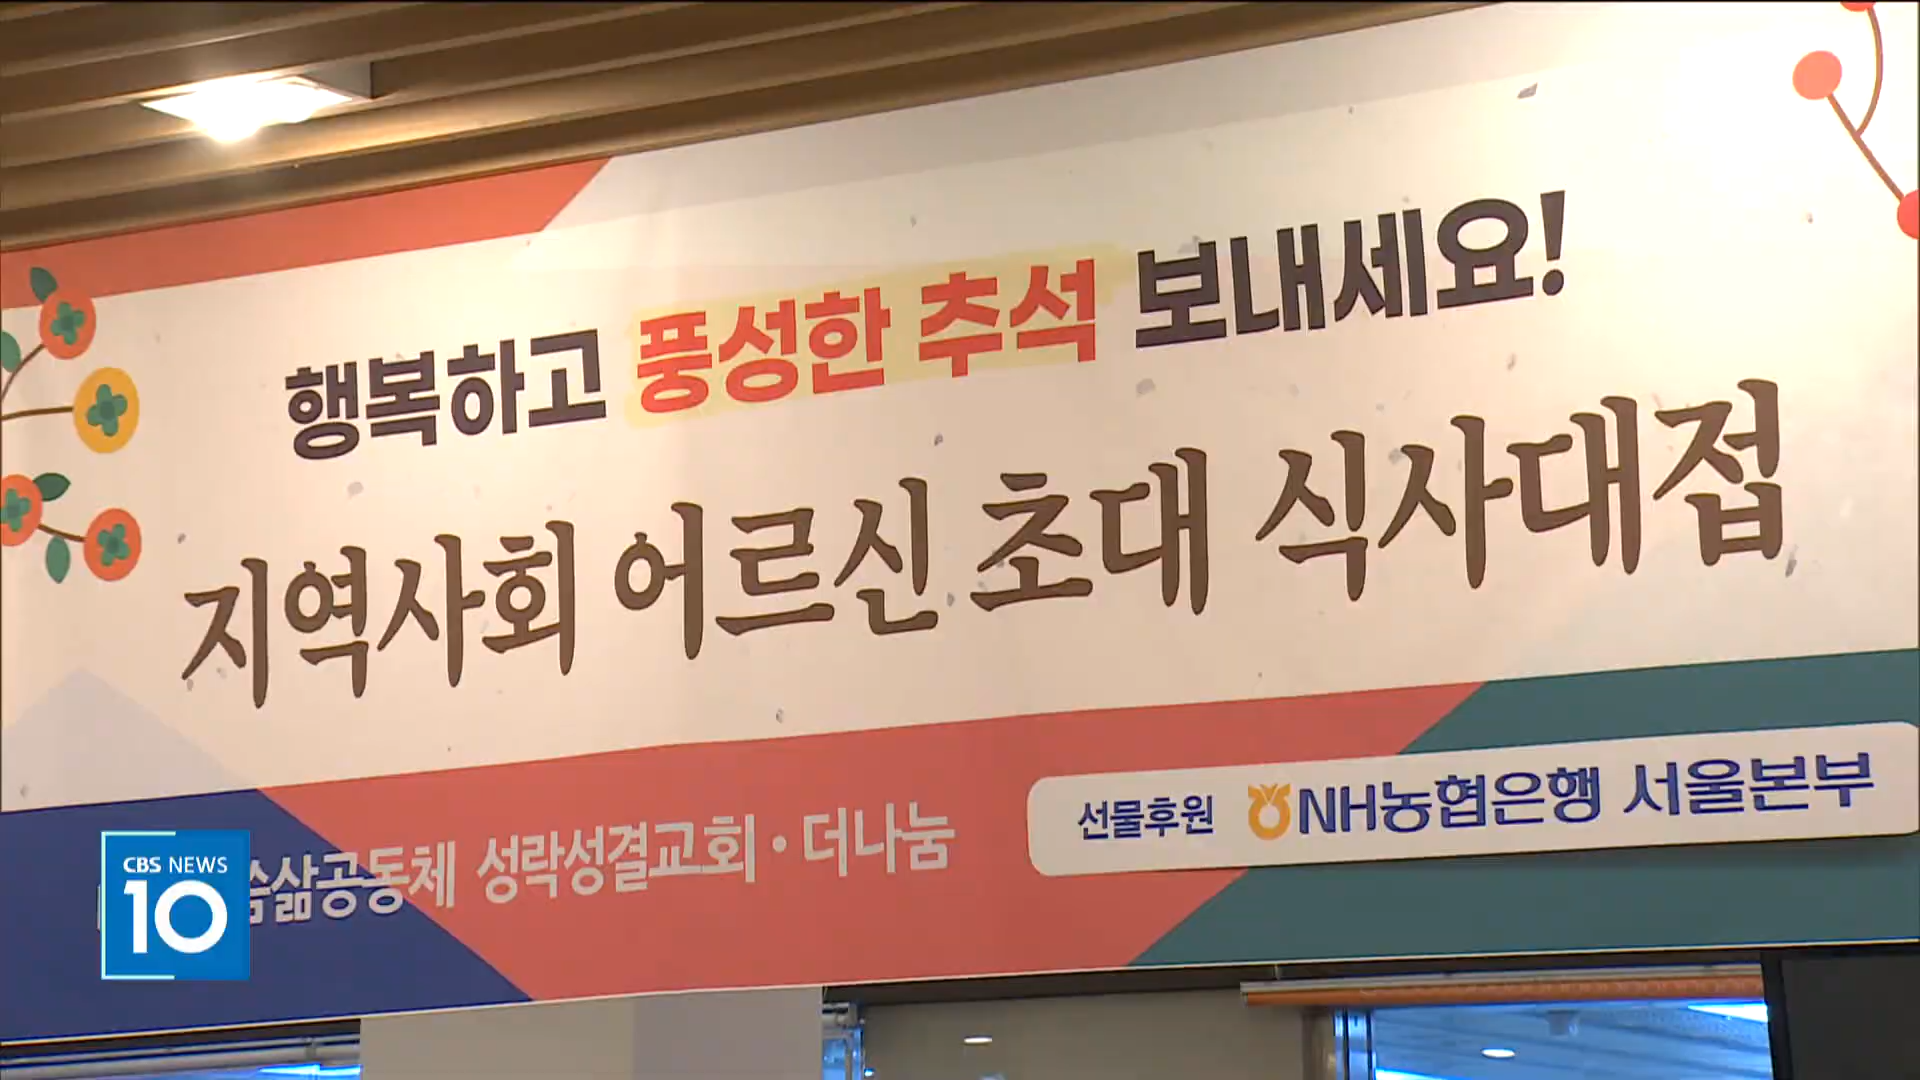 행복하고 풍성한 추석 보내세요!
지역사회 어르신 초대 식사대접
삶공동체 성락성결교회·더나눔
선물후원 NH농협은행 서울본부
CBS NEWS
10